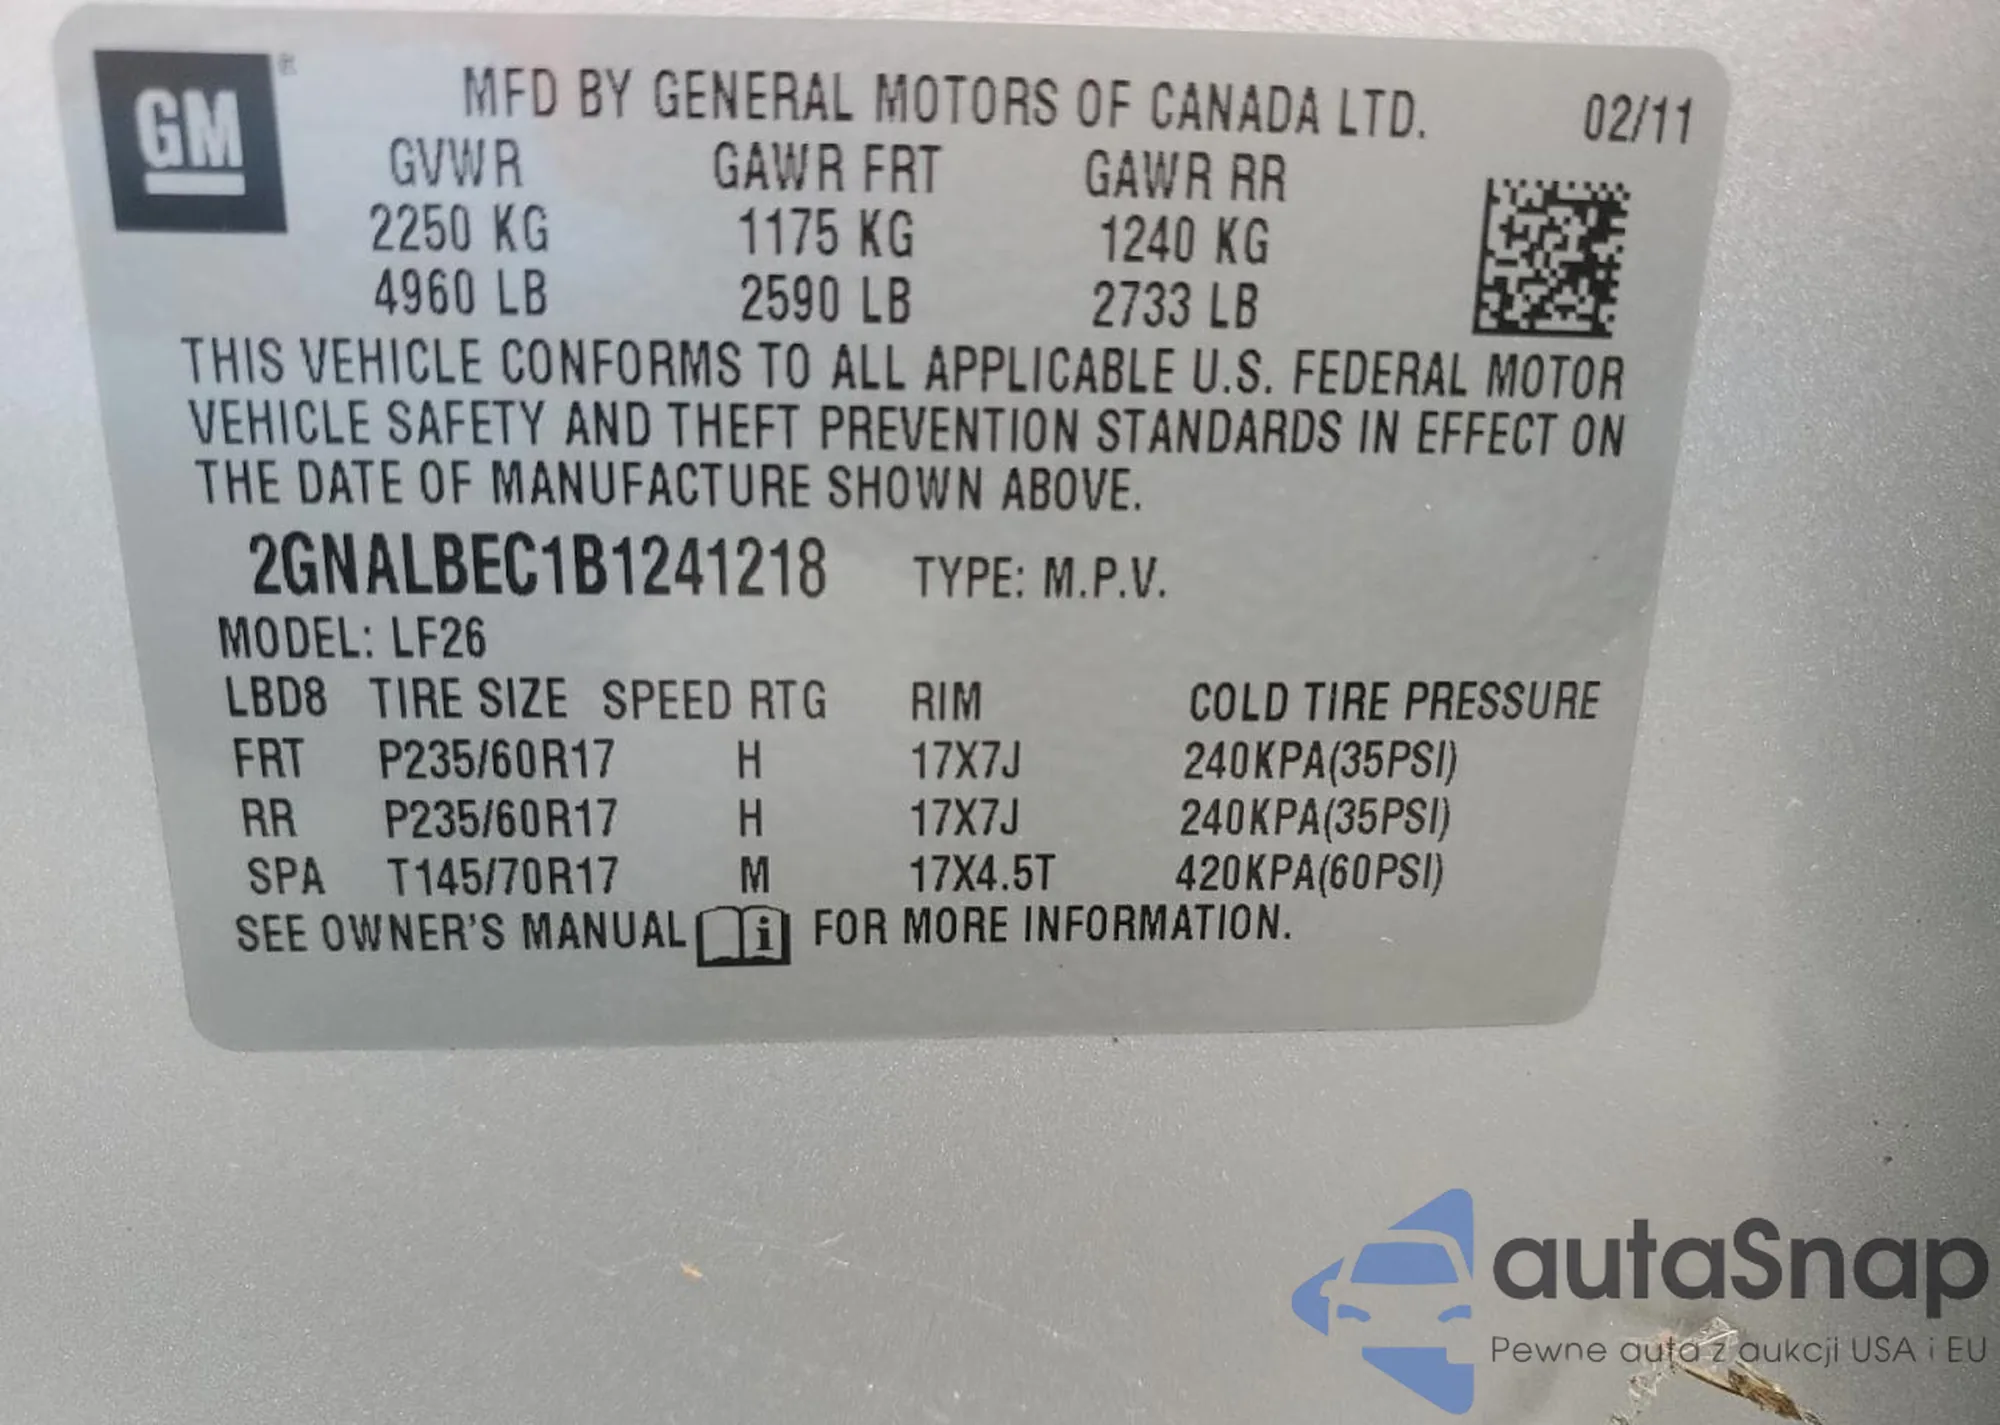 GM®
MFD BY GENERAL MOTORS OF CANADA LTD. 02/11
GVWR GAWR FRT GAWR RR
2250 KG 1175 KG 1240 KG
4960 LB 2590 LB 2733 LB
THIS VEHICLE CONFORMS TO ALL APPLICABLE U.S. FEDERAL MOTOR
VEHICLE SAFETY AND THEFT PREVENTION STANDARDS IN EFFECT ON
THE DATE OF MANUFACTURE SHOWN ABOVE.
2GNALBEC1B1241218 TYPE: M.P.V.
MODEL: LF26
LBD8 TIRE SIZE SPEED RTG RIM COLD TIRE PRESSURE
FRT P235/60R17 H 17X7J 240KPA(35PSI)
RR P235/60R17 H 17X7J 240KPA(35PSI)
SPA T145/70R17 M 17X4.5T 420KPA(60PSI)
SEE OWNER'S MANUAL i FOR MORE INFORMATION.
autaSnap
Pewne auta z aukcji USA i EU